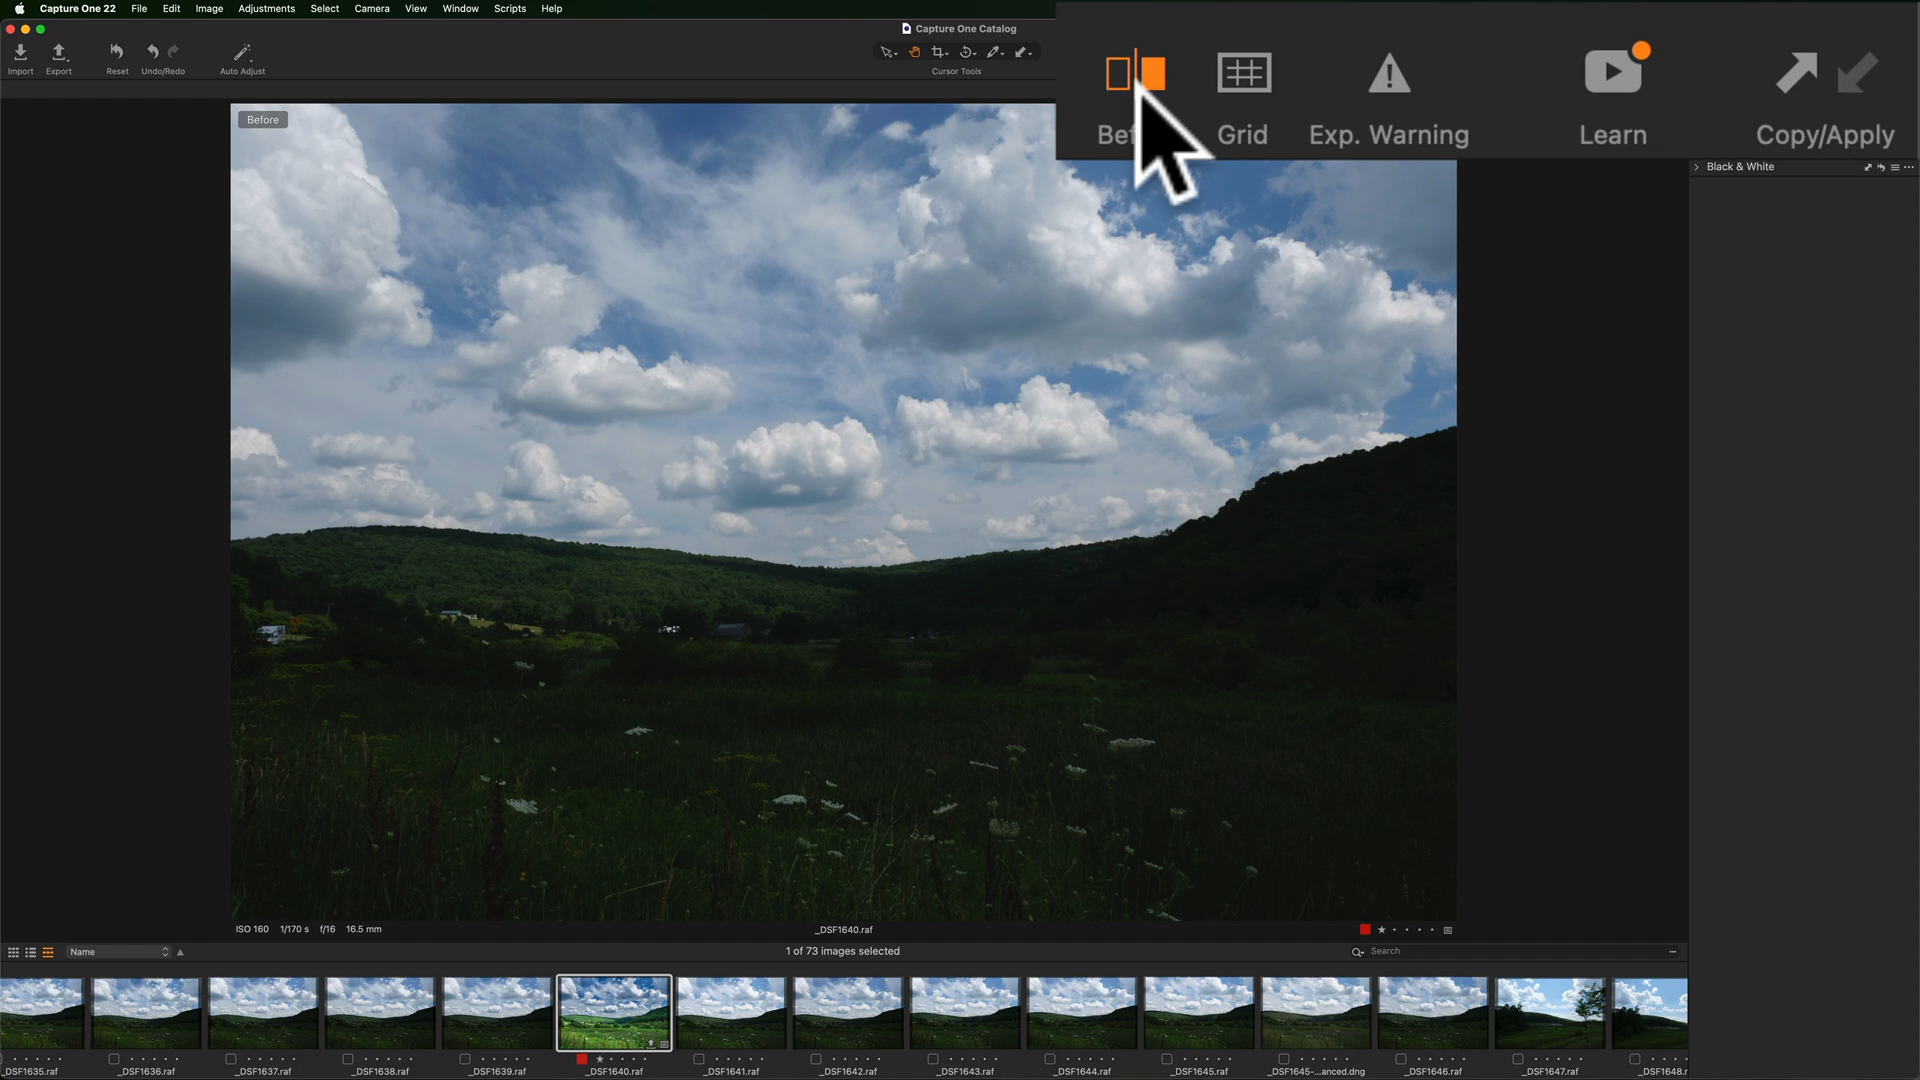 Capture One 22 File Edit Image Adjustments Select Camera View Window Scripts Help
Capture One Catalog
Import Export Reset Undo/Redo Auto Adjust Cursor Tools
Grid Exp. Warning Learn Copy/Apply
Before
Black & White
ISO 160 1/170 s f/16 16.5 mm _DSF1640.raf
Name 1 of 73 images selected Search
_DSF1635.raf _DSF1636.raf _DSF1637.raf _DSF1638.raf _DSF1639.raf _DSF1640.raf _DSF1641.raf _DSF1642.raf _DSF1643.raf _DSF1644.raf _DSF1645.raf _DSF1645-...anced.dng _DSF1646.raf _DSF1647.raf _DSF1648.r